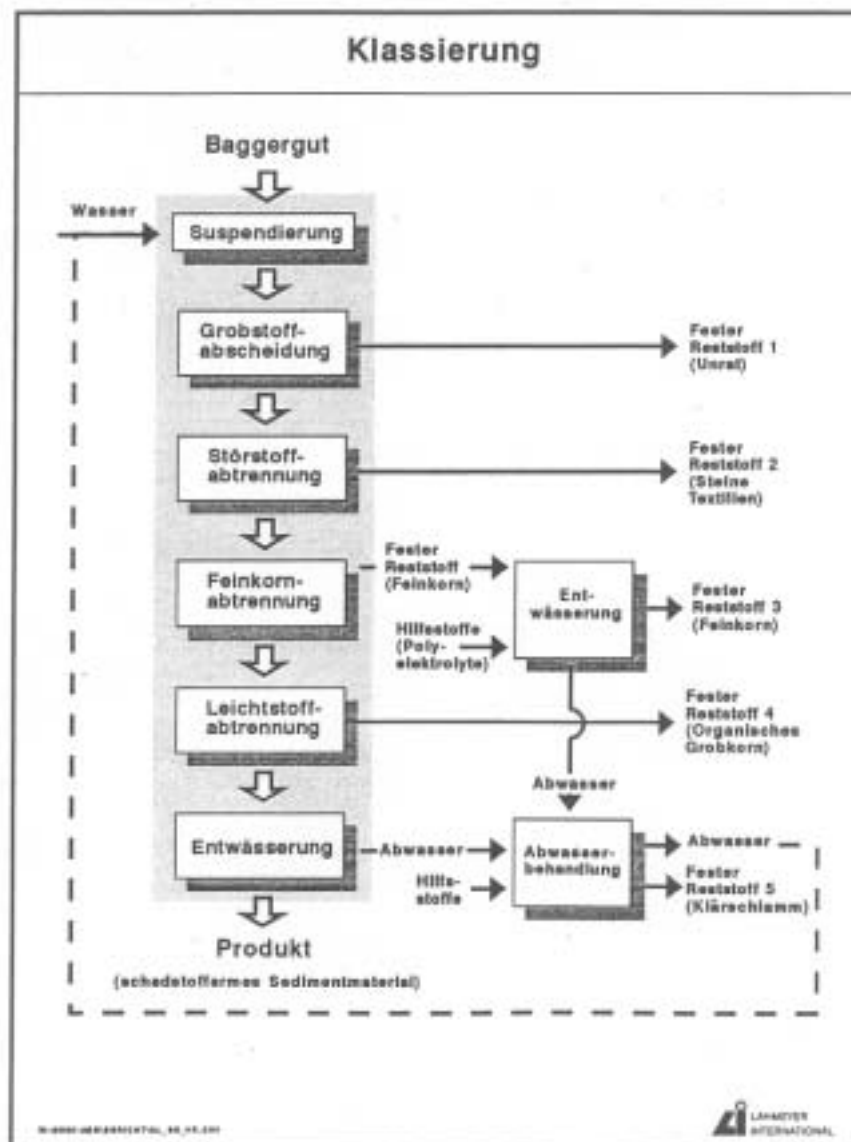 Klassierung
Baggergut
Wasser
Suspendierung
Grobstoff-
abscheidung
Fester
Reststoff 1
(Unrat)
Störstoff-
abtrennung
Fester
Reststoff 2
(Steine
Textilien)
Feinkorn-
abtrennung
Fester
Reststoff
(Feinkorn)
Hilfsstoffe
(Poly-
elektrolyte)
Ent-
wässerung
Fester
Reststoff 3
(Feinkorn)
Leichtstoff-
abtrennung
Fester
Reststoff 4
(Organisches
Grobkorn)
Abwasser
Entwässerung
Abwasser
Hilfs-
stoffe
Abwasser-
behandlung
Abwasser
Fester
Reststoff 5
(Klärschlamm)
Produkt
(schadstoffarmes Sedimentmaterial)
LAHMEYER
INTERNATIONAL